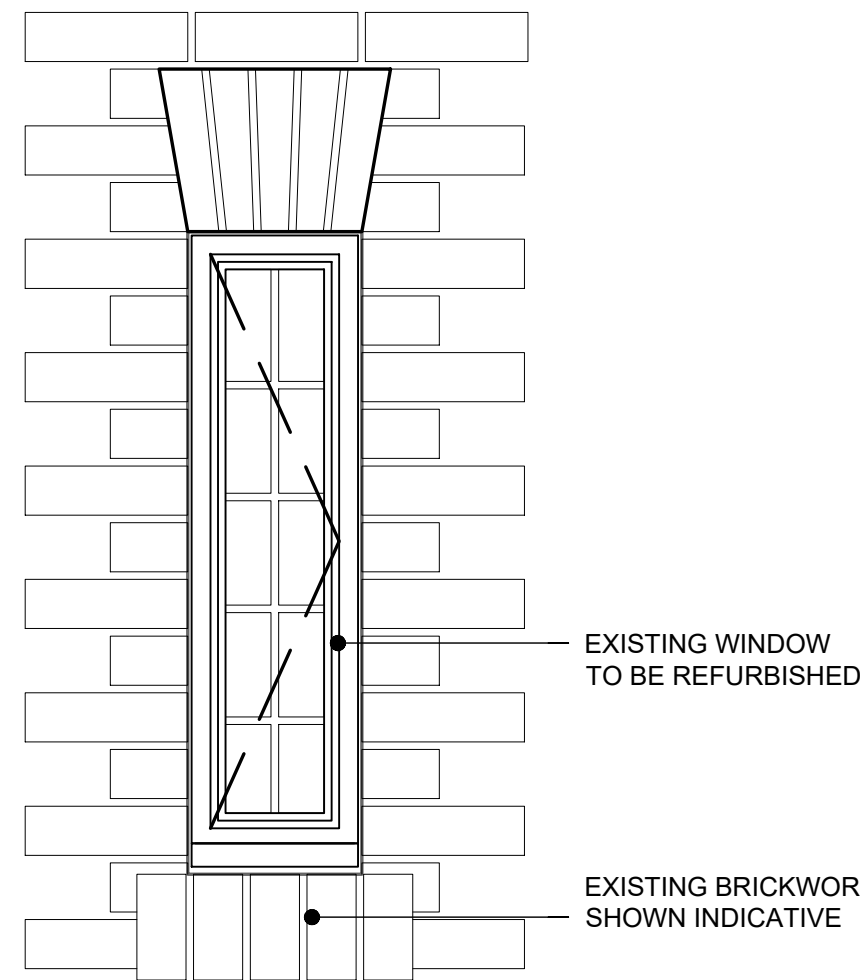 EXISTING WINDOW
TO BE REFURBISHED
EXISTING BRICKWOR
SHOWN INDICATIVE